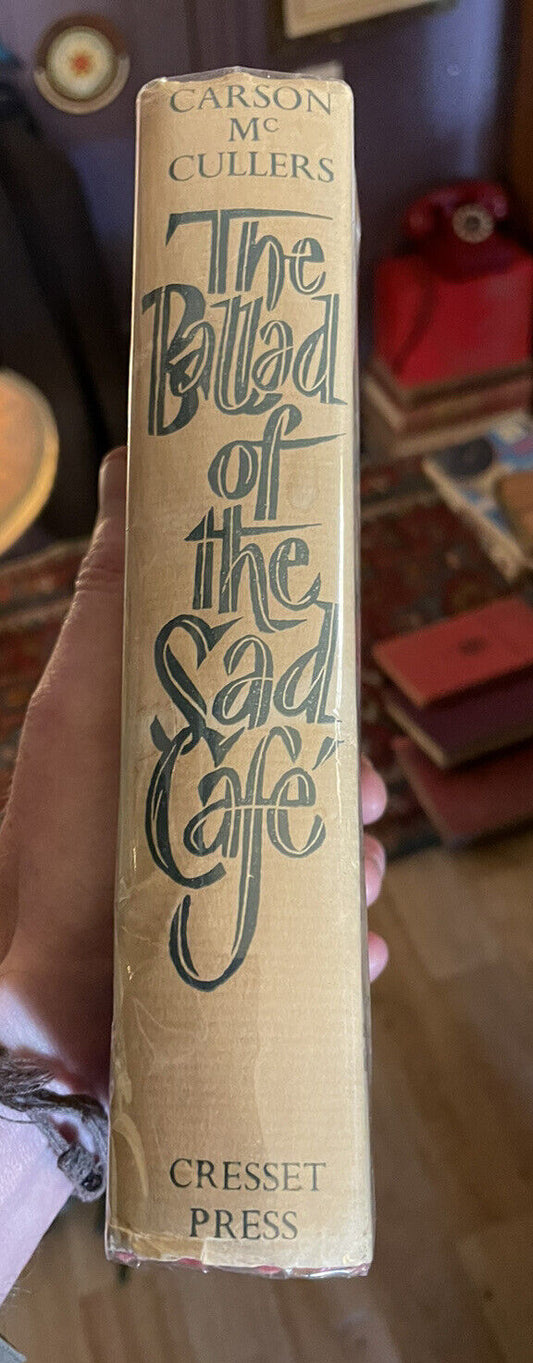 CARSON
Mc
CULLERS
The
Ballad
of
the
Sad
Café
CRESSET
PRESS